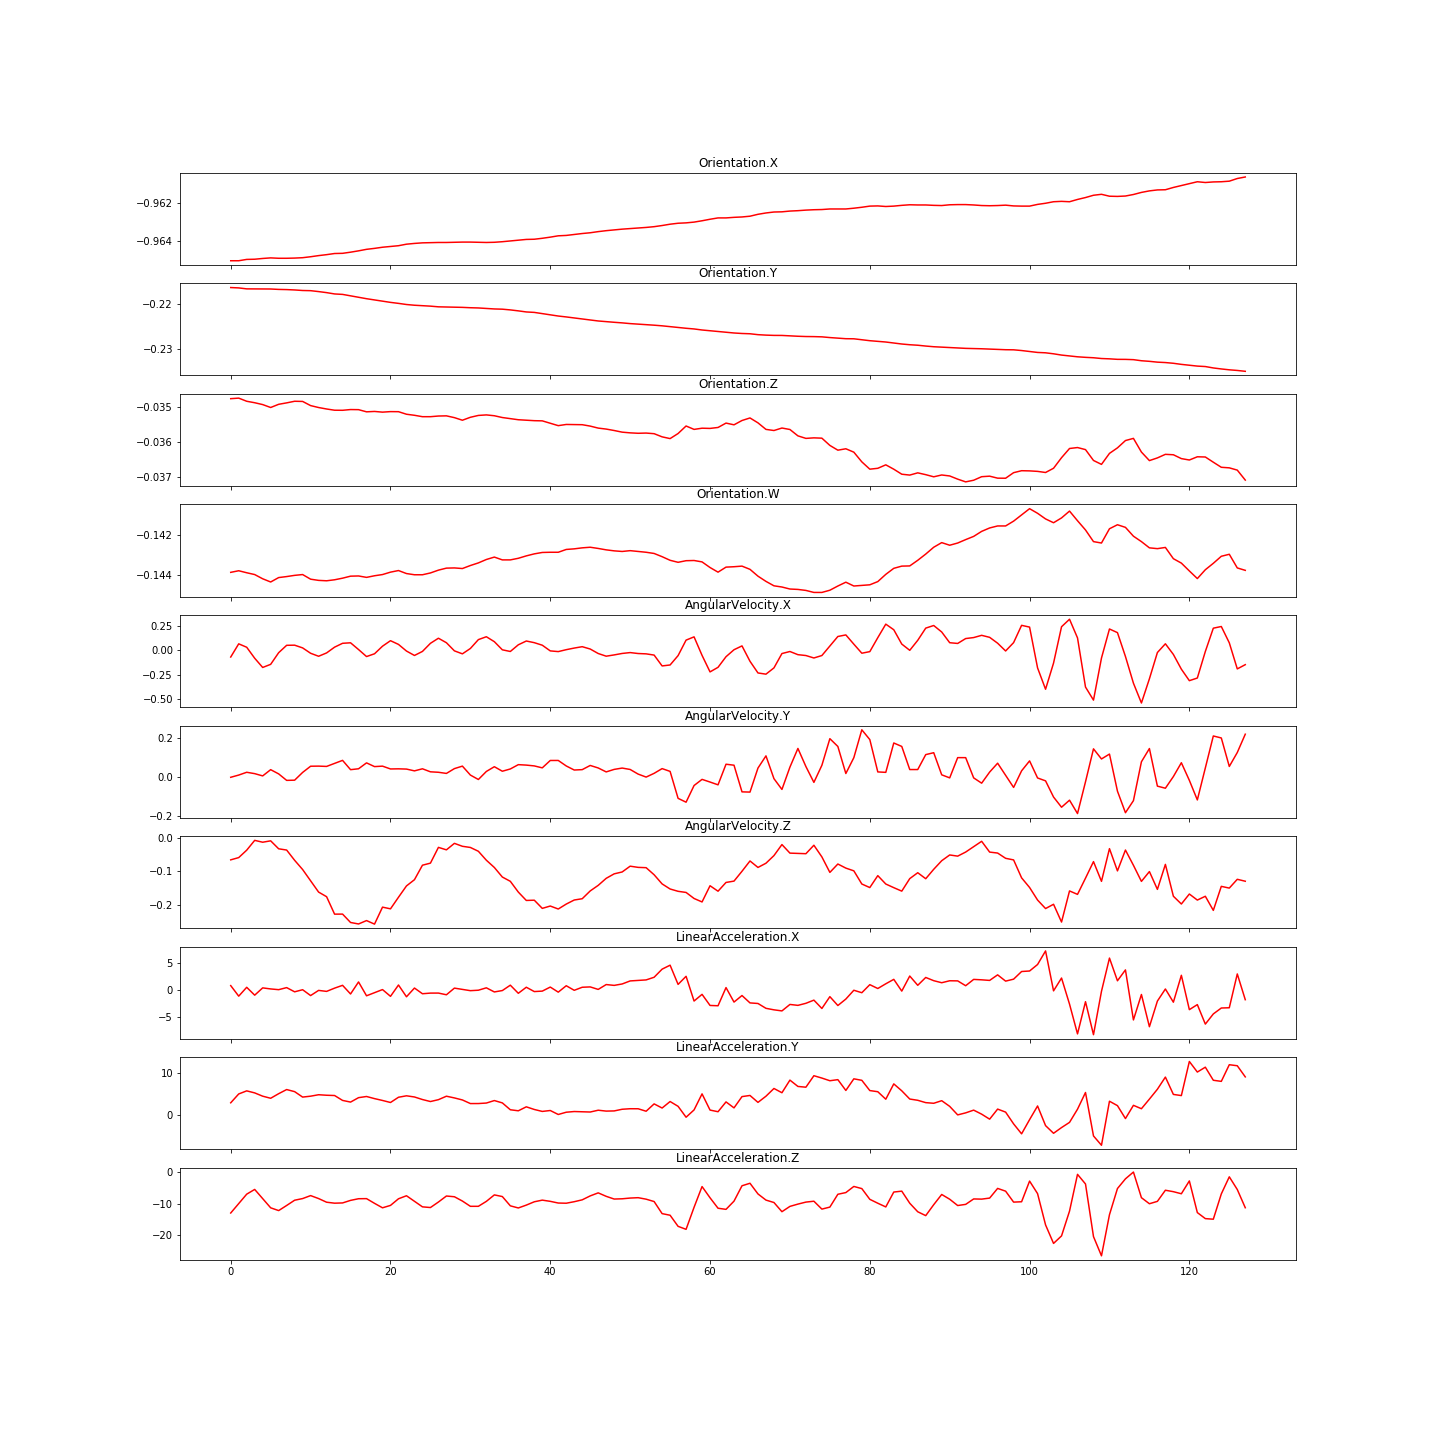 Orientation.X
−0.962
−0.964
Orientation.Y
−0.22
−0.23
Orientation.Z
−0.035
−0.036
−0.037
Orientation.W
−0.142
−0.144
AngularVelocity.X
0.25
0.00
−0.25
−0.50
AngularVelocity.Y
0.2
0.0
−0.2
AngularVelocity.Z
0.0
−0.1
−0.2
LinearAcceleration.X
5
0
−5
LinearAcceleration.Y
10
0
LinearAcceleration.Z
0
−10
−20
0 20 40 60 80 100 120